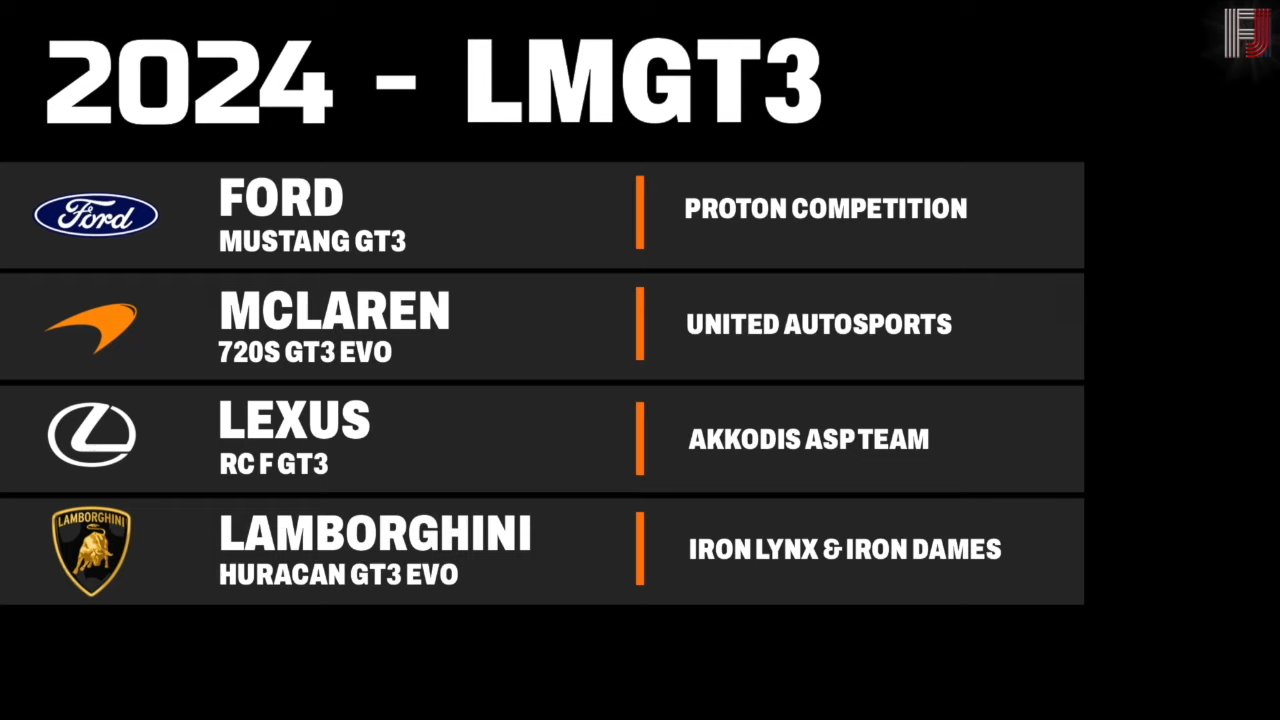 2024 - LMGT3
FJ
Ford
FORD
MUSTANG GT3
PROTON COMPETITION
MCLAREN
720S GT3 EVO
UNITED AUTOSPORTS
LEXUS
RC F GT3
AKKODIS ASP TEAM
LAMBORGHINI
LAMBORGHINI
HURACAN GT3 EVO
IRON LYNX & IRON DAMES